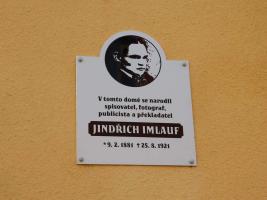 V tomto domě se narodil
spisovatel, fotograf,
publicista a překladatel
JINDŘICH IMLAUF
* 9. 2. 1881 † 25. 8. 1921